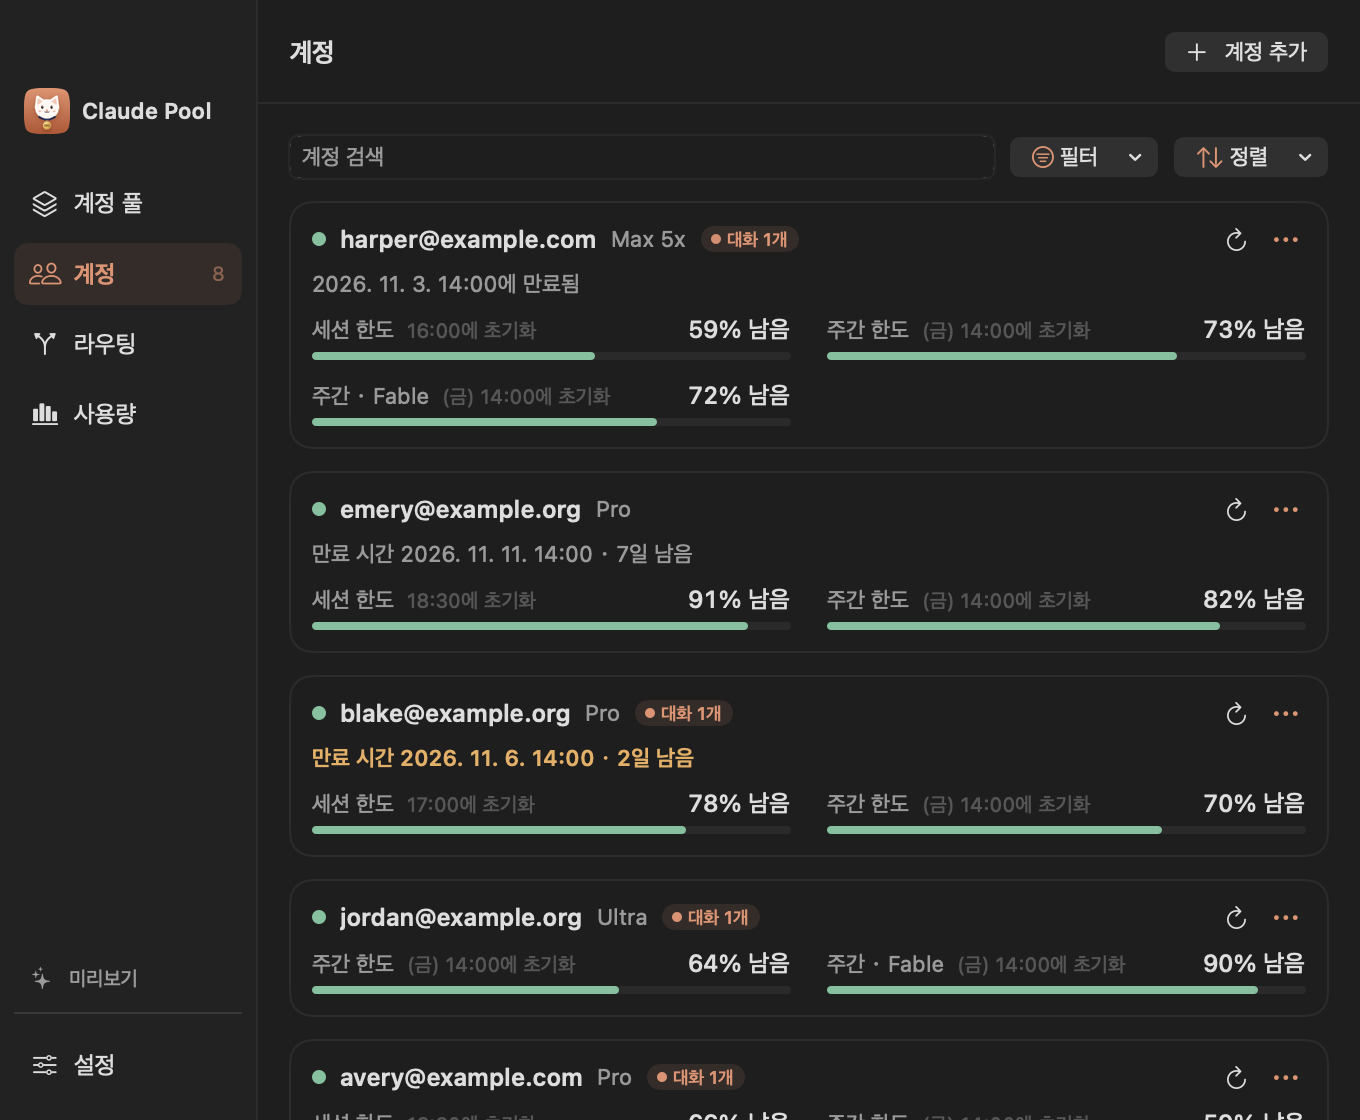 Claude Pool
계정 풀
계정 8
라우팅
사용량
미리보기
설정
계정
계정 추가
계정 검색
필터
정렬
harper@example.com Max 5x 대화 1개
2026. 11. 3. 14:00에 만료됨
세션 한도 16:00에 초기화 59% 남음
주간 한도 (금) 14:00에 초기화 73% 남음
주간 · Fable (금) 14:00에 초기화 72% 남음
emery@example.org Pro
만료 시간 2026. 11. 11. 14:00 · 7일 남음
세션 한도 18:30에 초기화 91% 남음
주간 한도 (금) 14:00에 초기화 82% 남음
blake@example.org Pro 대화 1개
만료 시간 2026. 11. 6. 14:00 · 2일 남음
세션 한도 17:00에 초기화 78% 남음
주간 한도 (금) 14:00에 초기화 70% 남음
jordan@example.org Ultra 대화 1개
주간 한도 (금) 14:00에 초기화 64% 남음
주간 · Fable (금) 14:00에 초기화 90% 남음
avery@example.com Pro 대화 1개